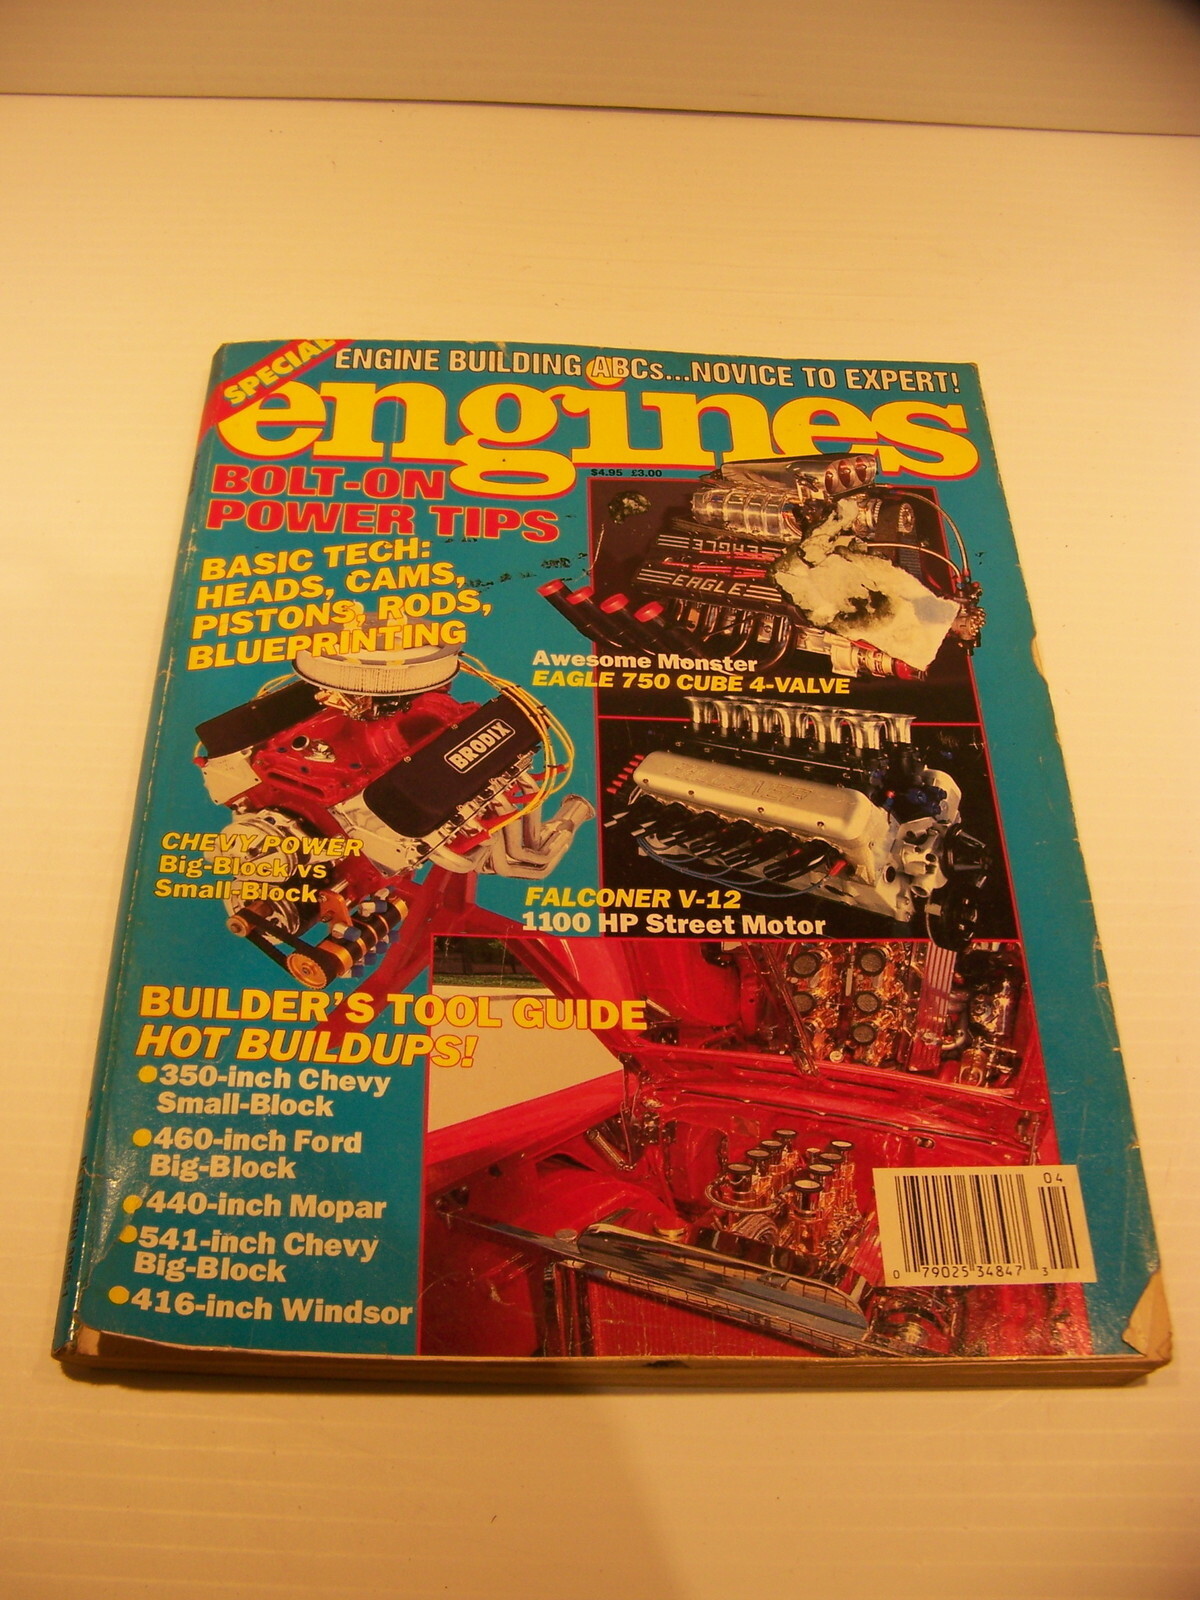 SPECIAL
ENGINE BUILDING ABCs...NOVICE TO EXPERT!
engines
$4.95 £3.00
BOLT-ON
POWER TIPS
BASIC TECH:
HEADS, CAMS,
PISTONS, RODS,
BLUEPRINTING
EAGLE
EAGLE
Awesome Monster
EAGLE 750 CUBE 4-VALVE
BRODIX
CHEVY POWER
Big-Block vs
Small-Block
FALCONER V-12
1100 HP Street Motor
BUILDER'S TOOL GUIDE
HOT BUILDUPS!
•350-inch Chevy
Small-Block
•460-inch Ford
Big-Block
•440-inch Mopar
•541-inch Chevy
Big-Block
•416-inch Windsor
04
0 79025 34847 3